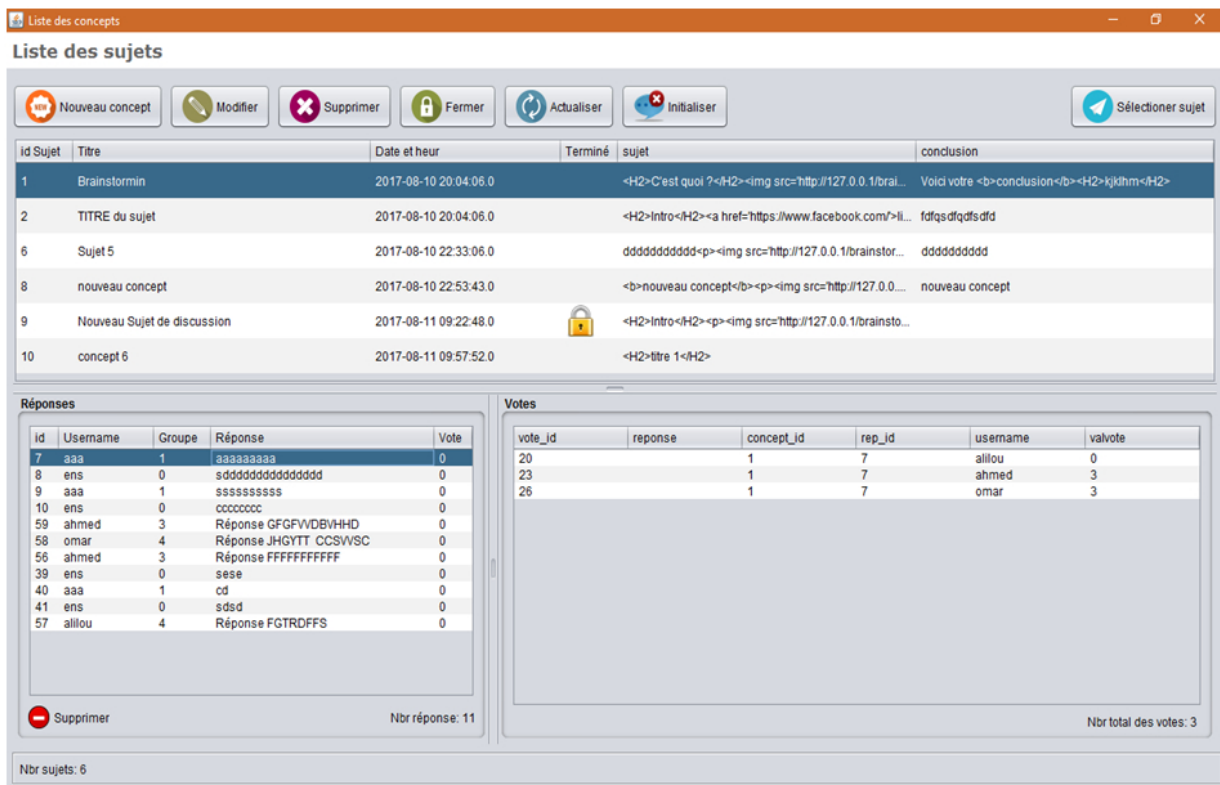 Liste des concepts
Liste des sujets
Nouveau concept Modifier Supprimer Fermer Actualiser Initialiser Sélectioner sujet
id Sujet Titre Date et heur Terminé sujet conclusion
1 Brainstormin 2017-08-10 20:04:06.0 <H2>C'est quoi ?</H2><img src='http://127.0.0.1/brai... Voici votre <b>conclusion</b><H2>kjklhm</H2>
2 TITRE du sujet 2017-08-10 20:04:06.0 <H2>Intro</H2><a href='https://www.facebook.com/'>li... fdfqsdfqdfsdfd
6 Sujet 5 2017-08-10 22:33:06.0 ddddddddddd<p><img src='http://127.0.0.1/brainstor... dddddddddd
8 nouveau concept 2017-08-10 22:53:43.0 <b>nouveau concept</b><p><img src='http://127.0.0.... nouveau concept
9 Nouveau Sujet de discussion 2017-08-11 09:22:48.0 <H2>Intro</H2><p><img src='http://127.0.0.1/brainsto...
10 concept 6 2017-08-11 09:57:52.0 <H2>titre 1</H2>
Réponses
id Username Groupe Réponse Vote
7 aaa 1 aaaaaaaaa 0
8 ens 0 sddddddddddddddd 0
9 aaa 1 ssssssssss 0
10 ens 0 cccccccc 0
59 ahmed 3 Réponse GFGFVVDBVHHD 0
58 omar 4 Réponse JHGYTT CCSVVSC 0
56 ahmed 3 Réponse FFFFFFFFFFF 0
39 ens 0 sese 0
40 aaa 1 cd 0
41 ens 0 sdsd 0
57 alilou 4 Réponse FGTRDFFS 0
Supprimer Nbr réponse: 11
Votes
vote_id reponse concept_id rep_id username valvote
20 1 7 alilou 0
23 1 7 ahmed 3
26 1 7 omar 3
Nbr total des votes: 3
Nbr sujets: 6